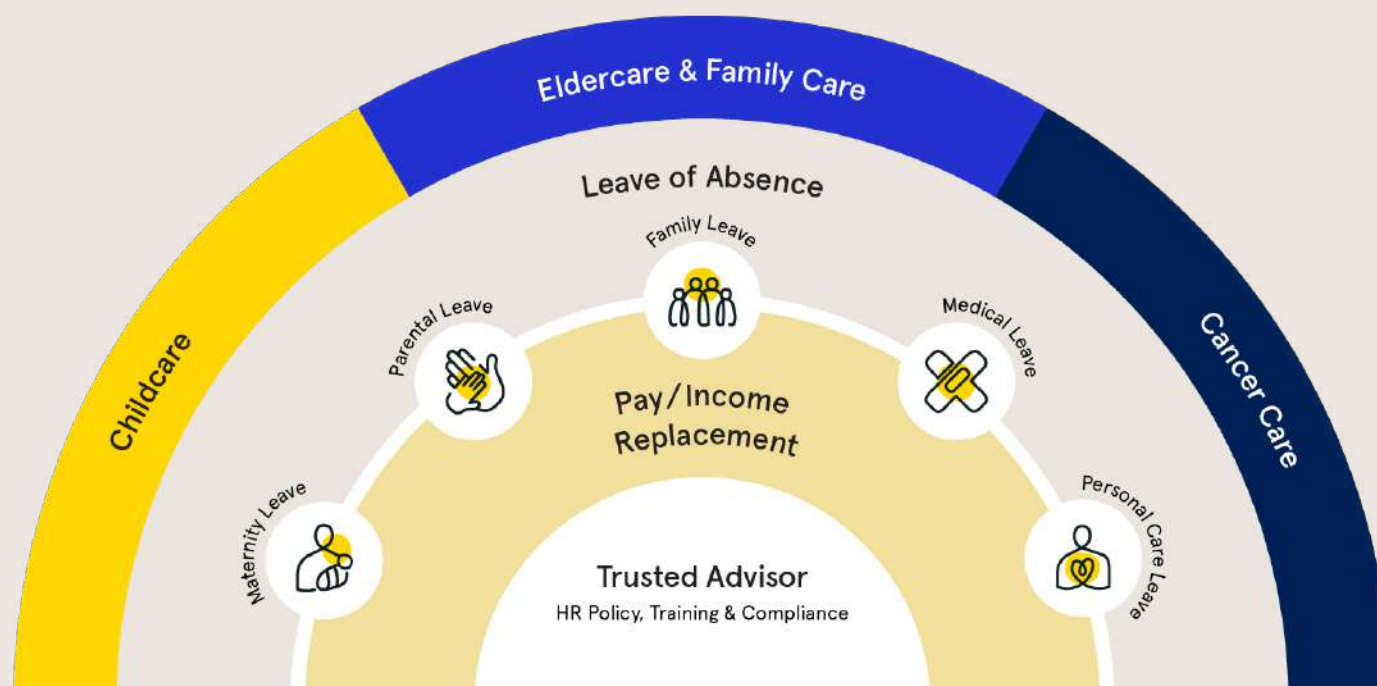 Eldercare & Family Care
Childcare
Cancer Care
Leave of Absence
Maternity Leave
Parental Leave
Family Leave
Medical Leave
Personal Care Leave
Pay/Income
Replacement
Trusted Advisor
HR Policy, Training & Compliance